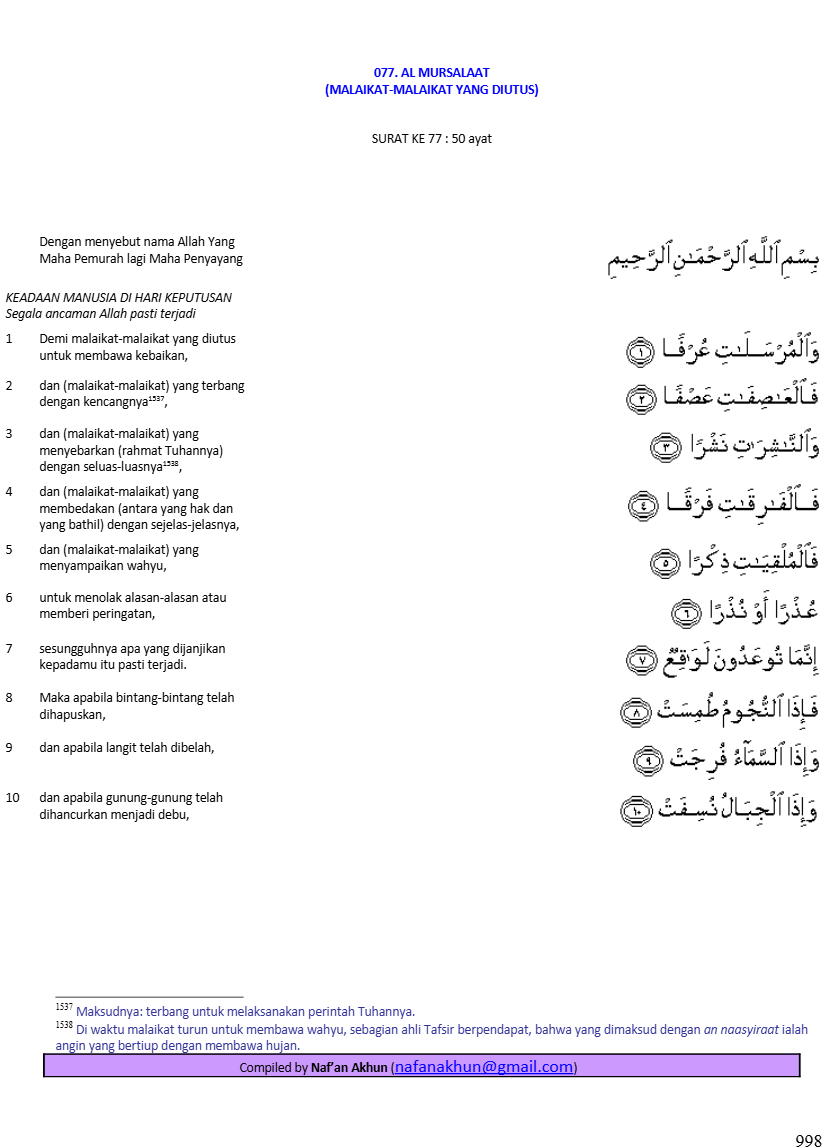 077. AL MURSALAAT
(MALAIKAT-MALAIKAT YANG DIUTUS)
SURAT KE 77 : 50 ayat
Dengan menyebut nama Allah Yang
Maha Pemurah lagi Maha Penyayang
بِسْمِ ٱللَّهِ ٱلرَّحْمَـٰنِ ٱلرَّحِيمِ
KEADAAN MANUSIA DI HARI KEPUTUSAN
Segala ancaman Allah pasti terjadi
1 Demi malaikat-malaikat yang diutus
untuk membawa kebaikan,
وَٱلْمُرْسَلَـٰتِ عُرْفًا ١
2 dan (malaikat-malaikat) yang terbang
dengan kencangnya¹⁵³⁷,
فَٱلْعَـٰصِفَـٰتِ عَصْفًا ٢
3 dan (malaikat-malaikat) yang
menyebarkan (rahmat Tuhannya)
dengan seluas-luasnya¹⁵³⁸,
وَٱلنَّـٰشِرَٰتِ نَشْرًا ٣
4 dan (malaikat-malaikat) yang
membedakan (antara yang hak dan
yang bathil) dengan sejelas-jelasnya,
فَٱلْفَـٰرِقَـٰتِ فَرْقًا ٤
5 dan (malaikat-malaikat) yang
menyampaikan wahyu,
فَٱلْمُلْقِيَـٰتِ ذِكْرًا ٥
6 untuk menolak alasan-alasan atau
memberi peringatan,
عُذْرًا أَوْ نُذْرًا ٦
7 sesungguhnya apa yang dijanjikan
kepadamu itu pasti terjadi.
إِنَّمَا تُوعَدُونَ لَوَٰقِعٌ ٧
8 Maka apabila bintang-bintang telah
dihapuskan,
فَإِذَا ٱلنُّجُومُ طُمِسَتْ ٨
9 dan apabila langit telah dibelah,
وَإِذَا ٱلسَّمَآءُ فُرِجَتْ ٩
10 dan apabila gunung-gunung telah
dihancurkan menjadi debu,
وَإِذَا ٱلْجِبَالُ نُسِفَتْ ١٠
¹⁵³⁷ Maksudnya: terbang untuk melaksanakan perintah Tuhannya.
¹⁵³⁸ Di waktu malaikat turun untuk membawa wahyu, sebagian ahli Tafsir berpendapat, bahwa yang dimaksud dengan an naasyiraat ialah
angin yang bertiup dengan membawa hujan.
Compiled by Naf’an Akhun (nafanakhun@gmail.com)
998